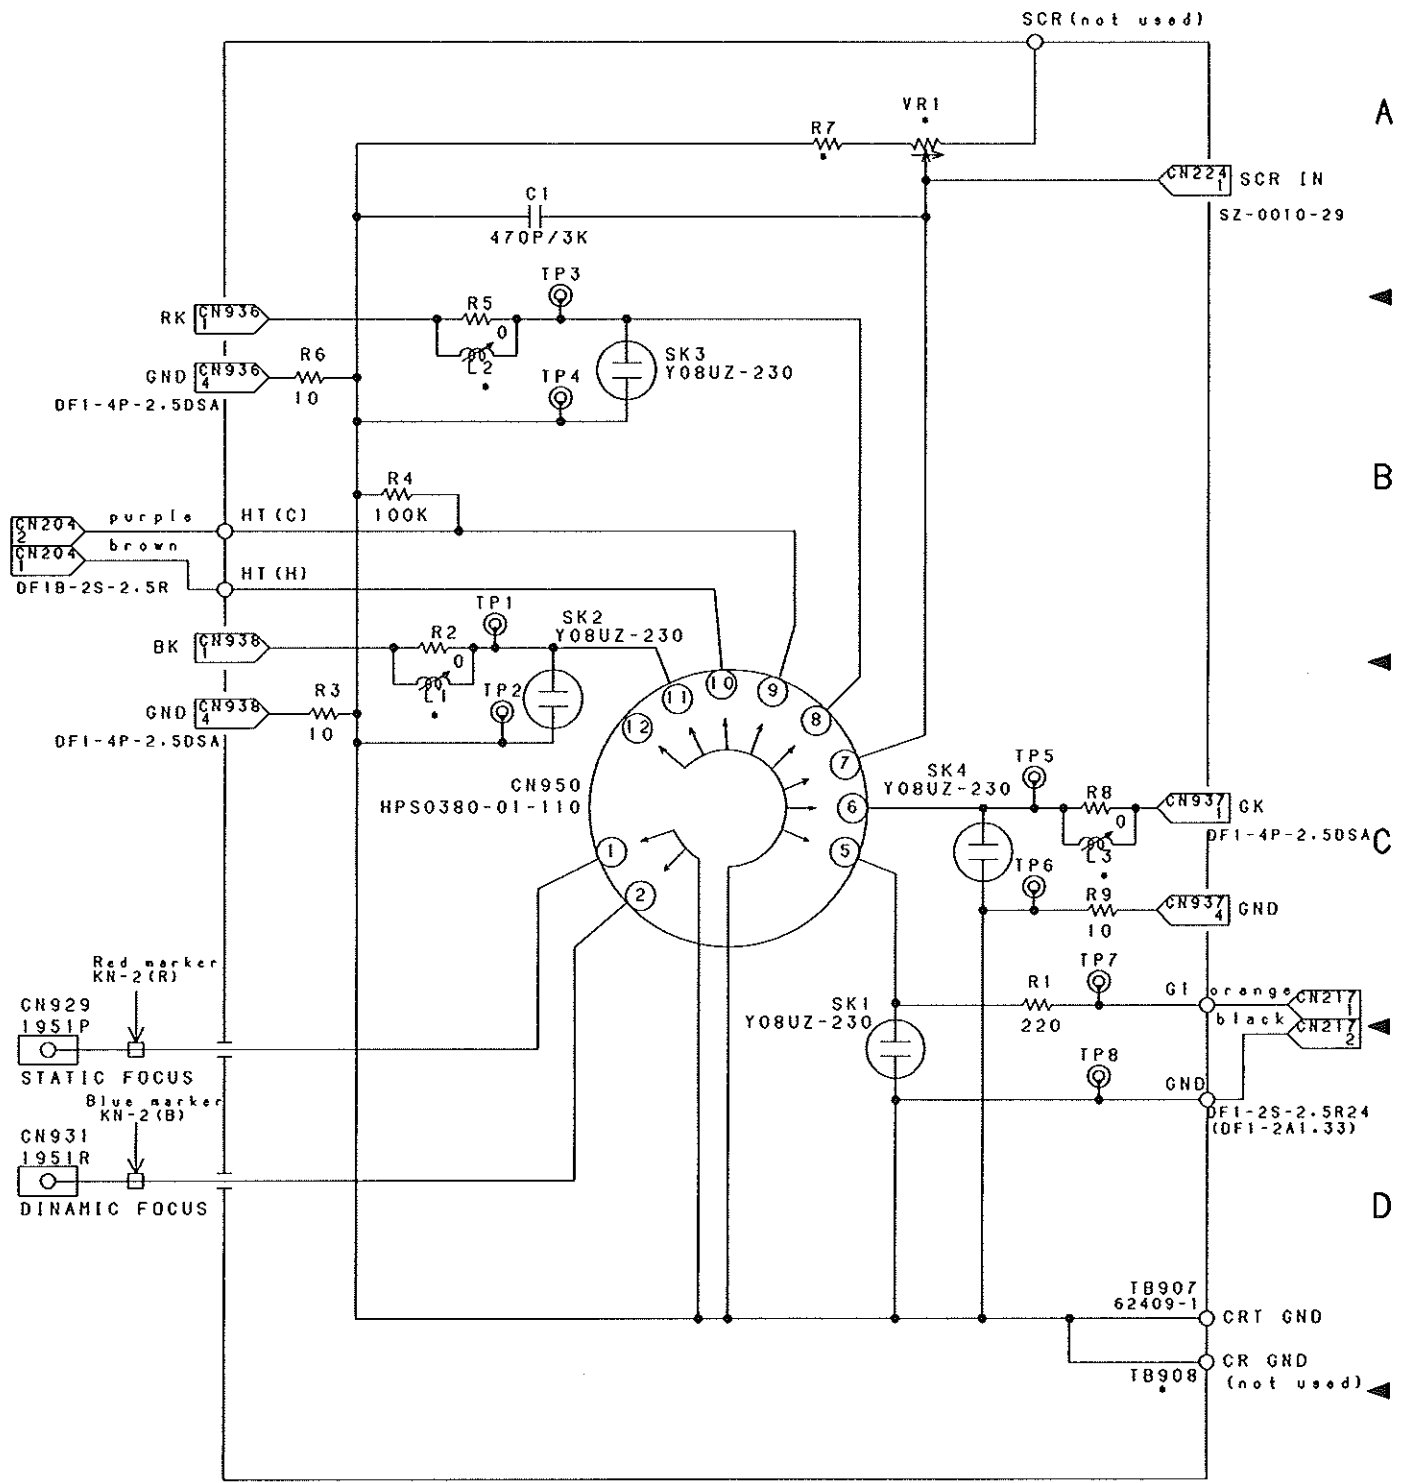 SCR(not used)
A
VR1
*
R7
*
CN224
1
SCR IN
SZ-0010-29
C1
470P/3K
TP3
RK
CN936
1
R5
0
L2
*
R6
10
GND
CN936
4
TP4
SK3
Y08UZ-230
DF1-4P-2.5DSA
B
R4
100K
CN204
2
purple
HT(C)
CN204
1
brown
HT(H)
DF1B-2S-2.5R
TP1
SK2
Y08UZ-230
BK
CN938
1
R2
0
L1
*
TP2
R3
10
GND
CN938
4
DF1-4P-2.5DSA
12
11
10
9
8
7
6
5
1
2
CN950
HPS0380-01-110
SK4
Y08UZ-230
TP5
R8
0
L3
*
CN937
1
GK
DF1-4P-2.5DSA
C
TP6
R9
10
CN937
4
GND
Red marker
KN-2(R)
CN929
1951P
STATIC FOCUS
Blue marker
KN-2(B)
CN931
1951R
DINAMIC FOCUS
SK1
Y08UZ-230
R1
220
TP7
G1
orange
CN217
1
black
CN217
2
TP8
GND
DF1-2S-2.5R24
(DF1-2A1.33)
D
TB907
62409-1
CRT GND
CR GND
(not used)
TB908
*